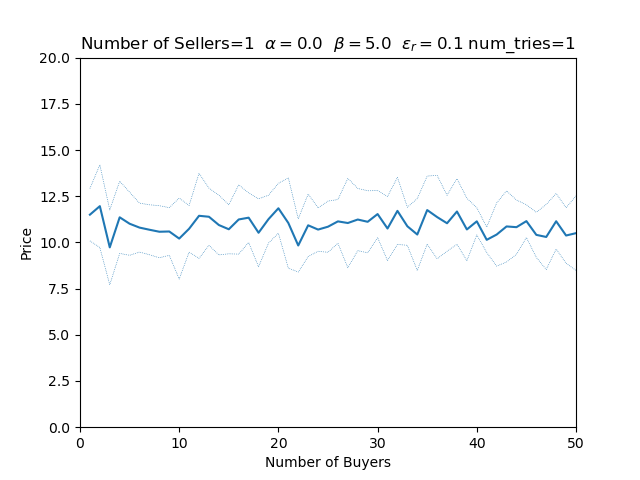 Number of Sellers=1 α = 0.0 β = 5.0 εr = 0.1 num_tries=1
20.0
17.5
15.0
12.5
10.0
7.5
5.0
2.5
0.0
Price
0 10 20 30 40 50
Number of Buyers